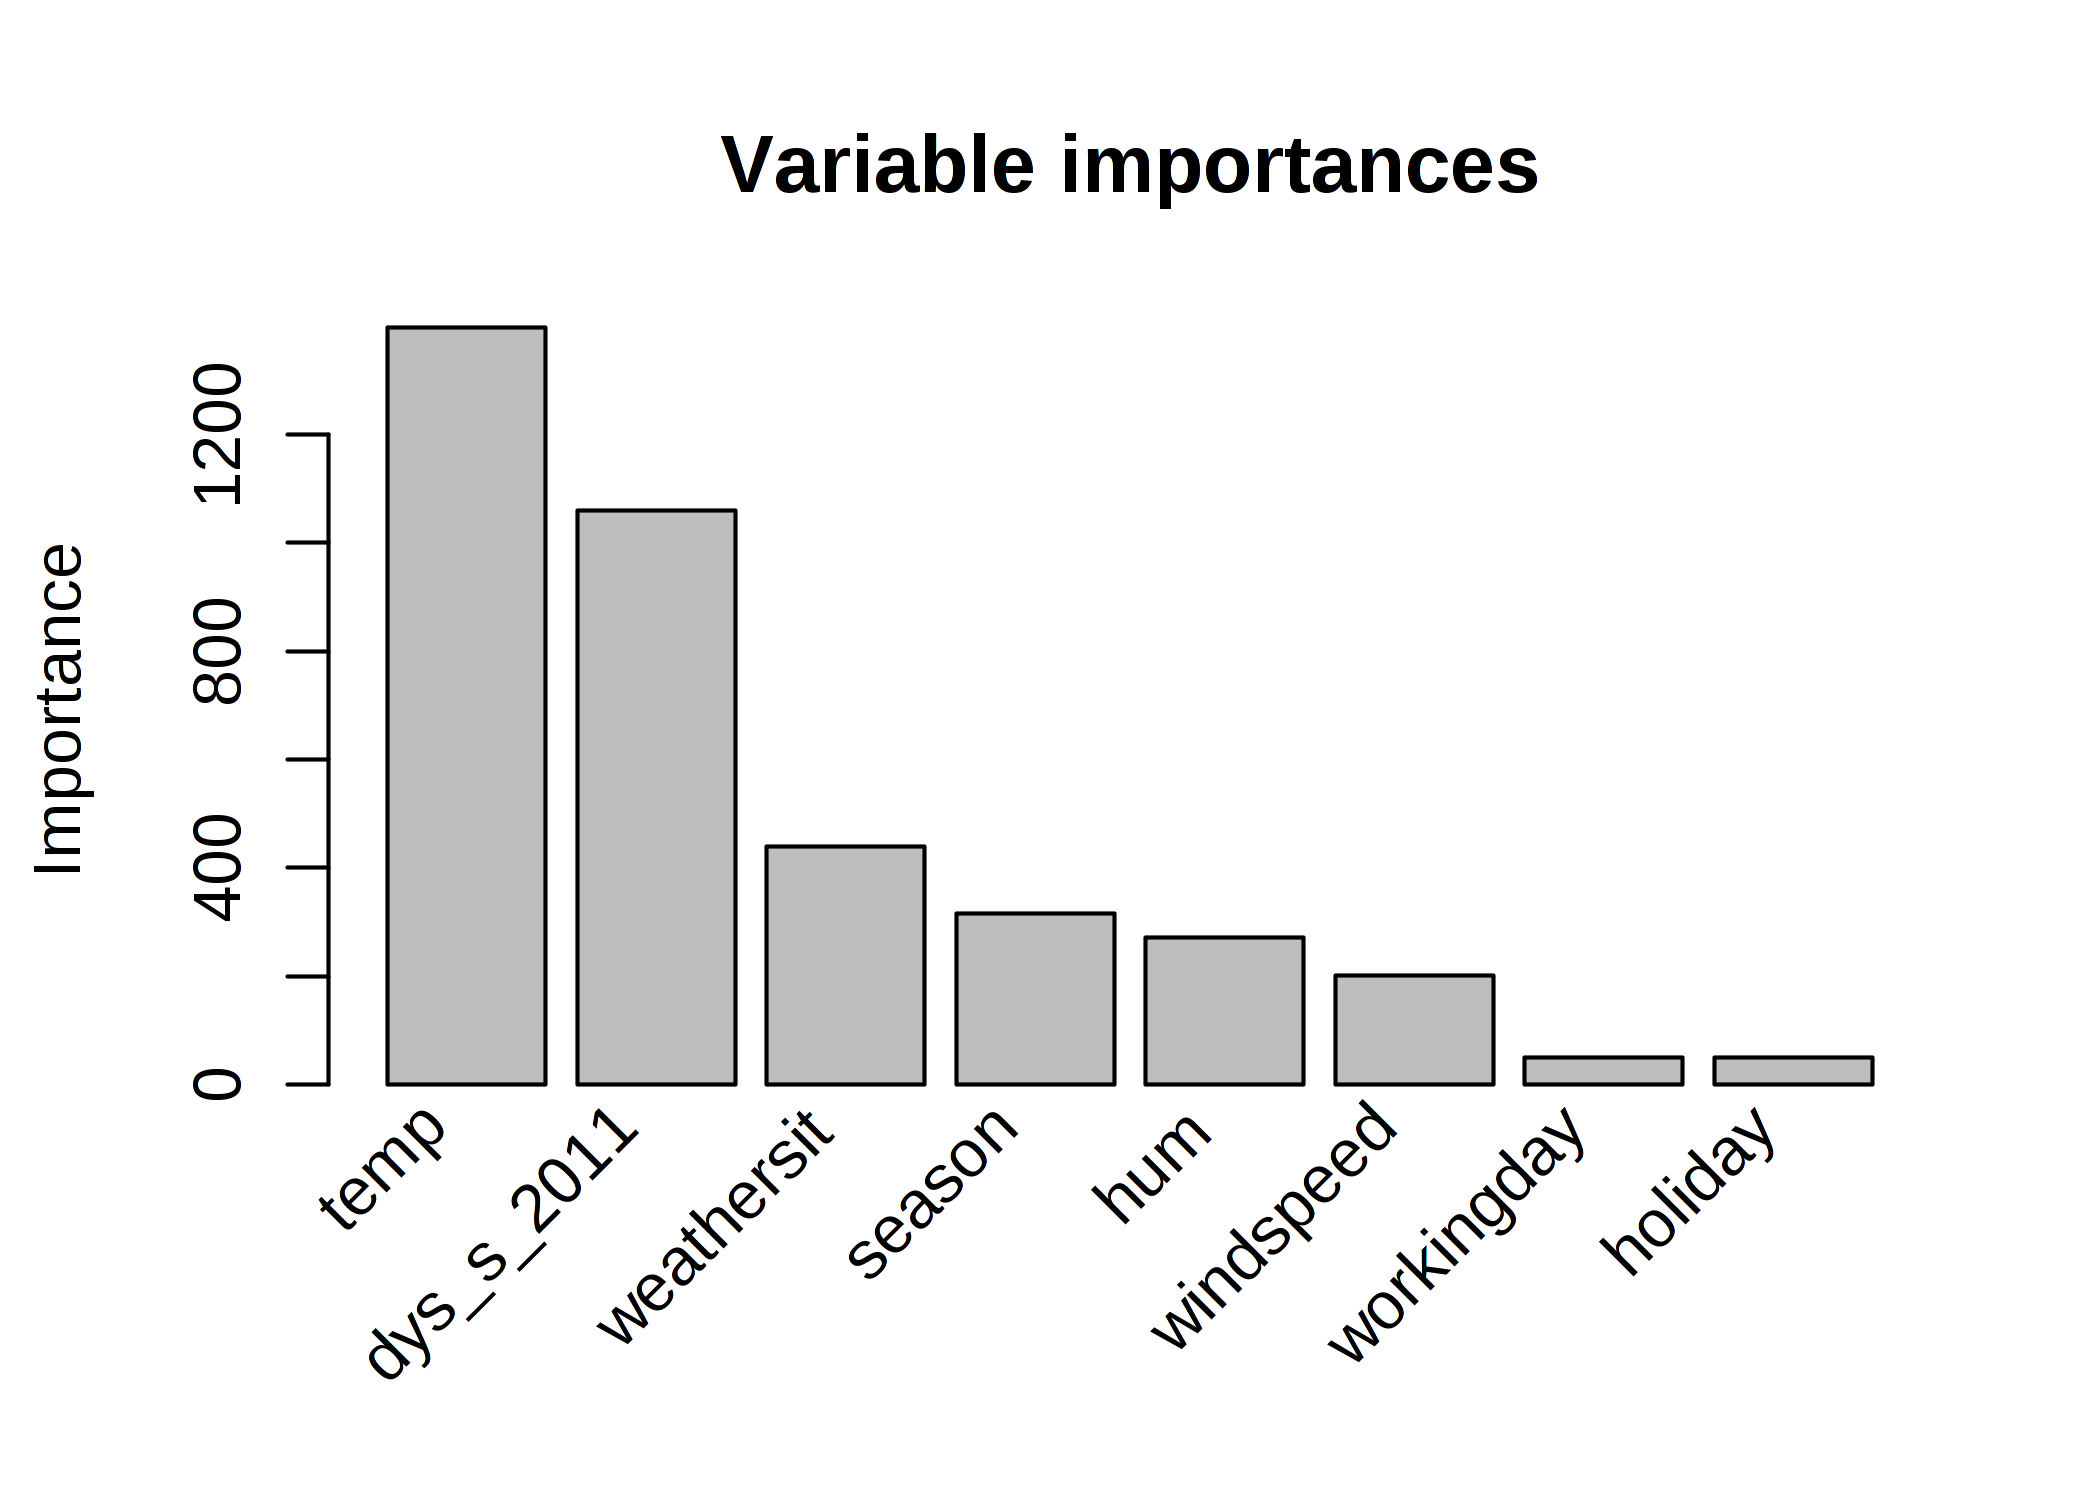 Variable importances
Importance
1200
800
400
0
temp
dys_s_2011
weathersit
season
hum
windspeed
workingday
holiday